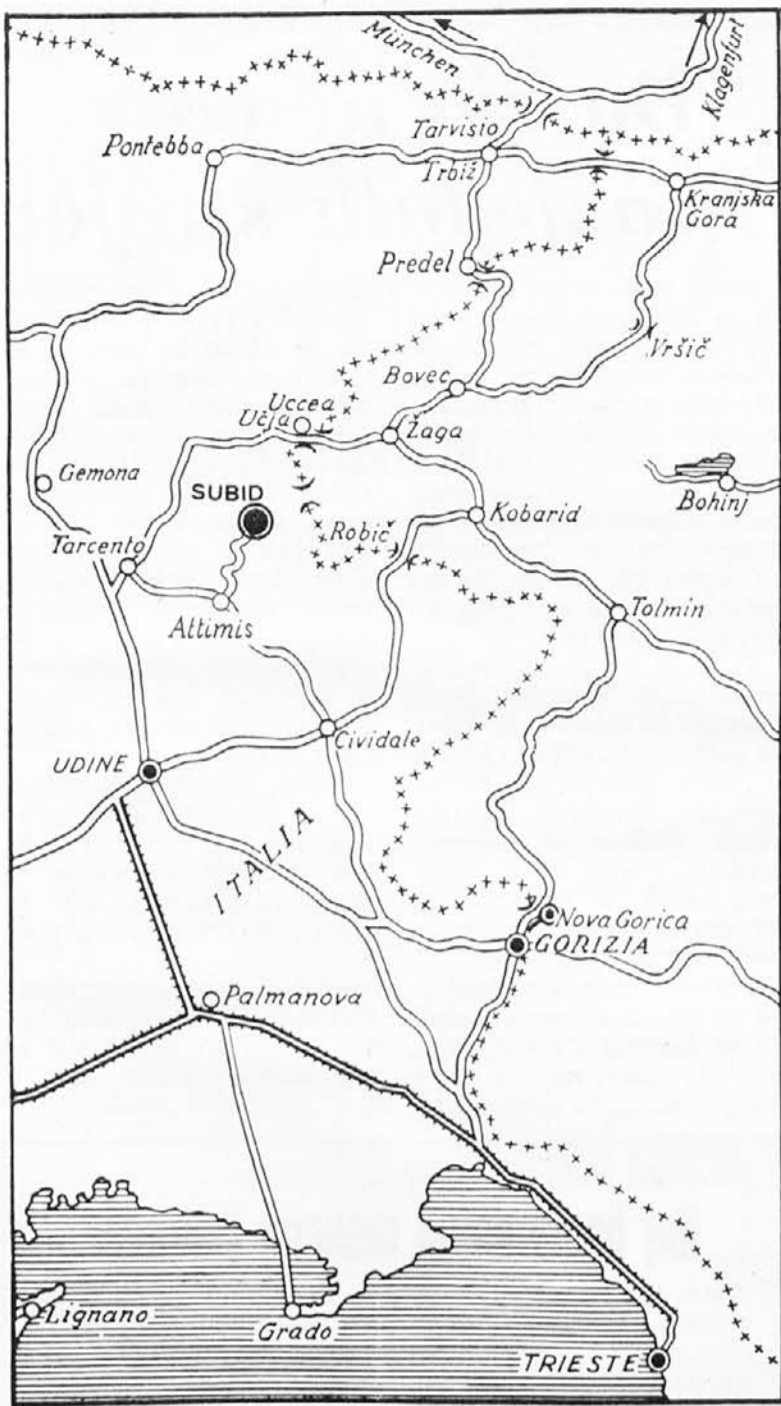 München
Klagenfurt
Pontebba
Tarvisio
Trbiž
Kranjska
Gora
Predel
Vršič
Bovec
Uccea
Učja
Žaga
Gemona
SUBID
Bohinj
Robič
Kobarid
Tarcento
Attimis
Tolmin
Cividale
UDINE
ITALIA
Nova Gorica
GORIZIA
Palmanova
Lignano
Grado
TRIESTE